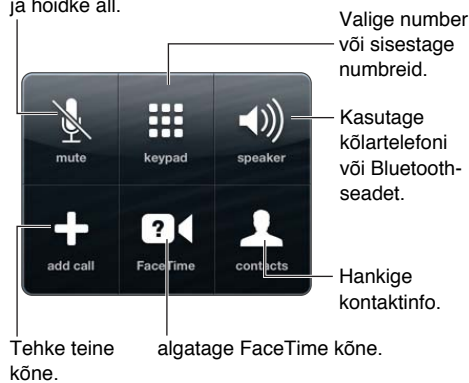 ja hoidke all.
Valige number
või sisestage
numbreid.
mute
keypad
speaker
Kasutage
kõlartelefoni
või Bluetooth-
seadet.
add call
FaceTime
contacts
Hankige
kontaktinfo.
Tehke teine
kõne.
algatage FaceTime kõne.